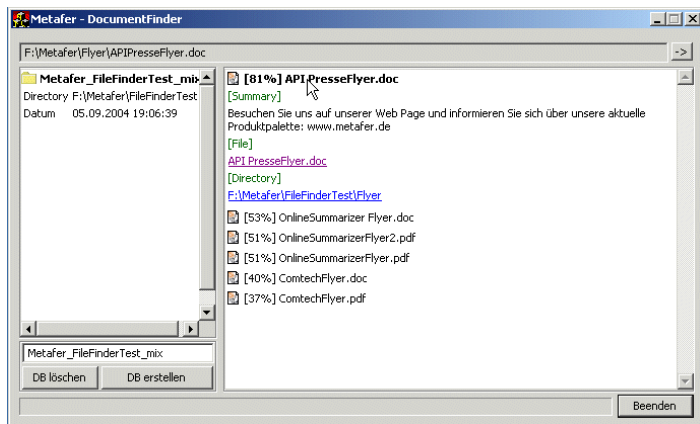 Metafer - DocumentFinder
F:\Metafer\Flyer\APIPresseFlyer.doc
->
Metafer_FileFinderTest_mix
Directory F:\Metafer\FileFinderTest
Datum 05.09.2004 19:06:39
[81%] API PresseFlyer.doc
[Summary]
Besuchen Sie uns auf unserer Web Page und informieren Sie sich über unsere aktuelle
Produktpalette: www.metafer.de
[File]
API PresseFlyer.doc
[Directory]
F:\Metafer\FileFinderTest\Flyer
[53%] OnlineSummarizer Flyer.doc
[51%] OnlineSummarizerFlyer2.pdf
[51%] OnlineSummarizerFlyer.pdf
[40%] ComtechFlyer.doc
[37%] ComtechFlyer.pdf
Metafer_FileFinderTest_mix
DB löschen
DB erstellen
Beenden